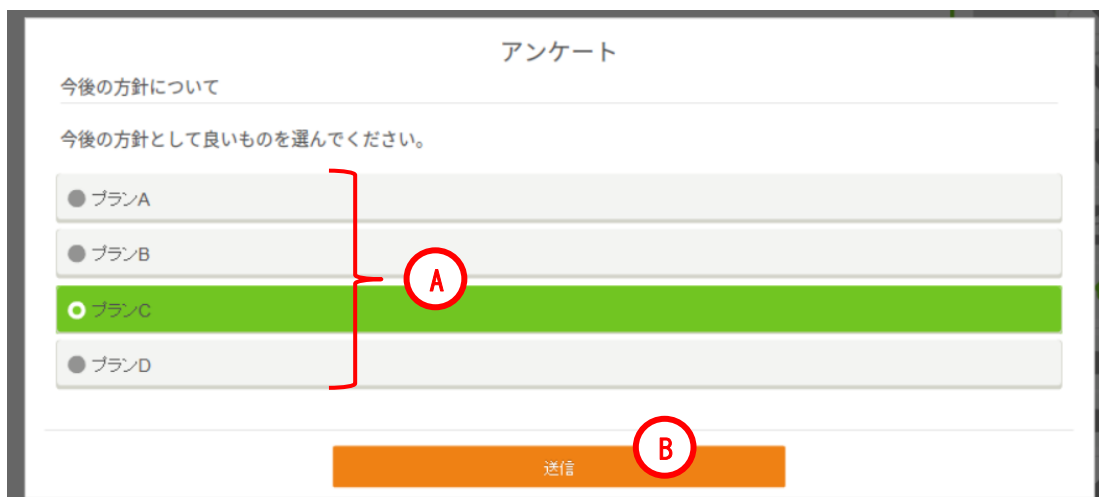 アンケート
今後の方針について
今後の方針として良いものを選んでください。
プランA
プランB
A
プランC
プランD
B
送信